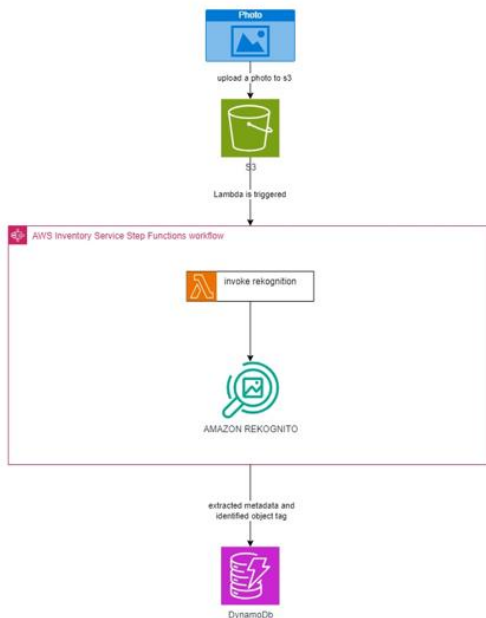 Photo
upload a photo to s3
S3
Lambda is triggered
AWS Inventory Service Step Functions workflow
invoke rekognition
AMAZON REKOGNITO
extracted metadata and
identified object tag
DynamoDb